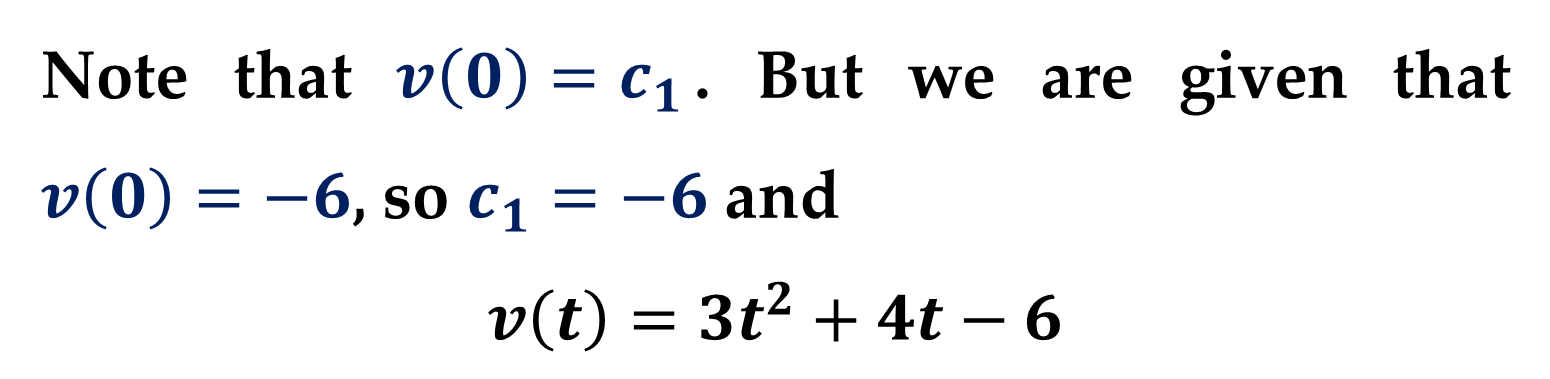 Note that v(0) = c₁. But we are given that
v(0) = −6, so c₁ = −6 and
v(t) = 3t² + 4t − 6